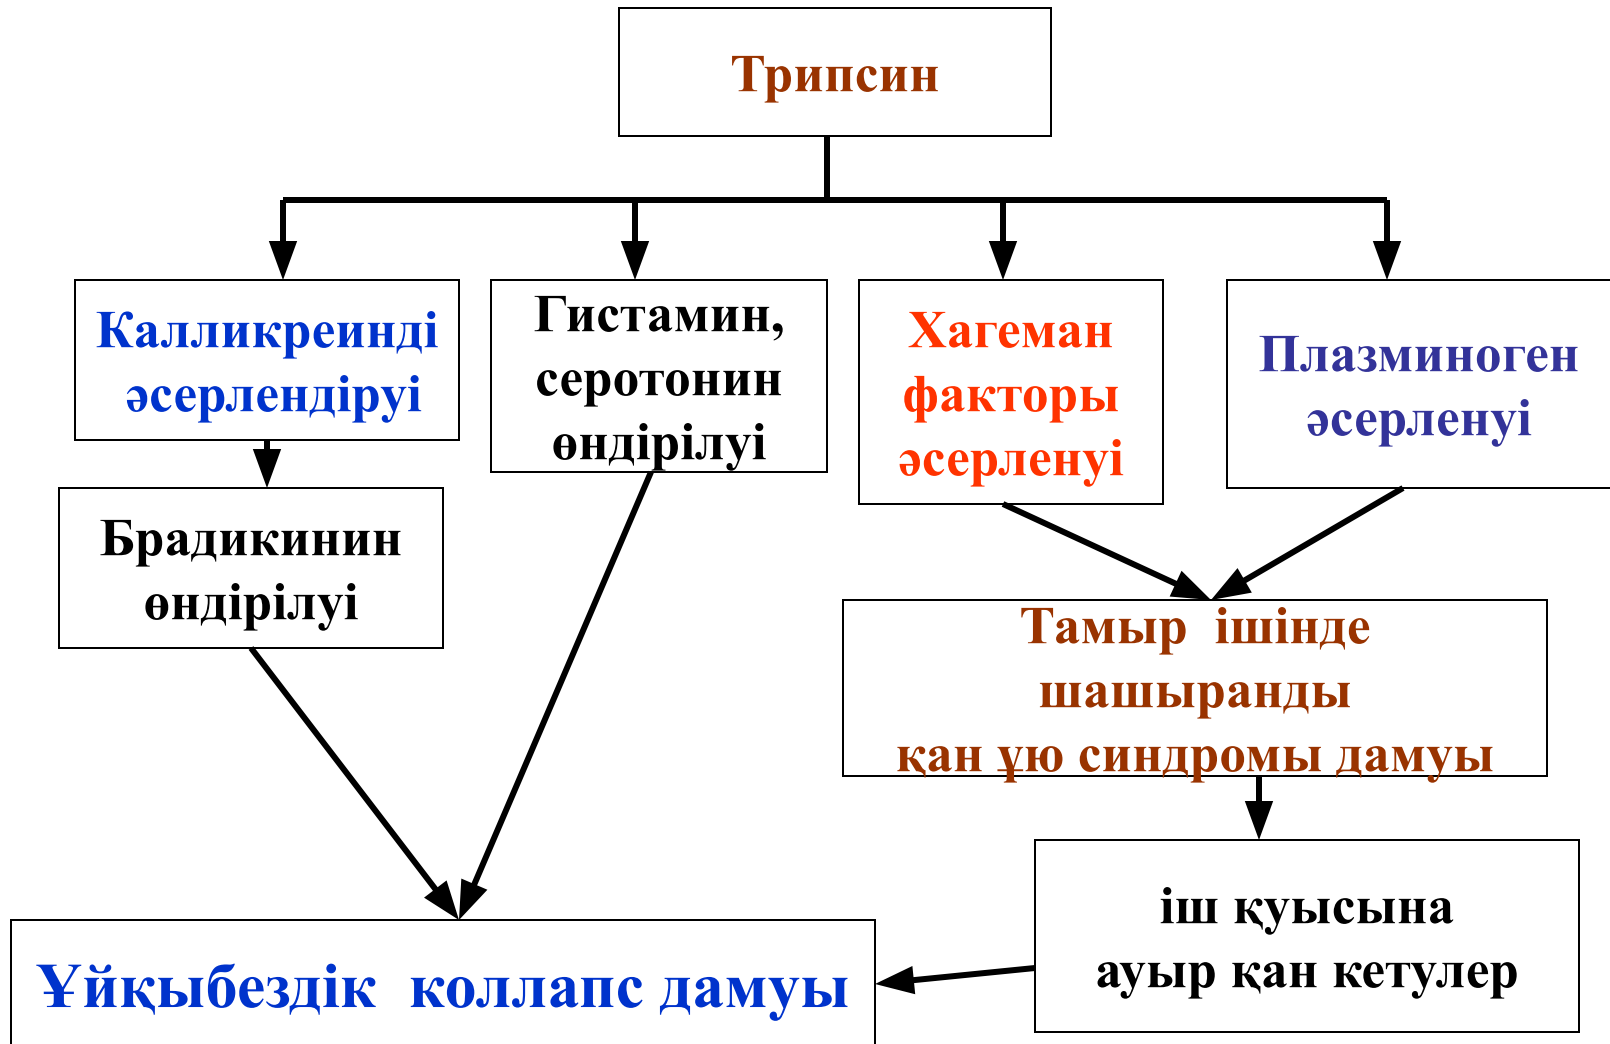 Трипсин
Калликреинді
әсерлендіруі
Гистамин,
серотонин
өндірілуі
Хагеман
факторы
әсерленуі
Плазминоген
әсерленуі
Брадикинин
өндірілуі
Тамыр ішінде
шашыранды
қан ұю синдромы дамуы
іш қуысына
ауыр қан кетулер
Ұйқыбездік коллапс дамуы